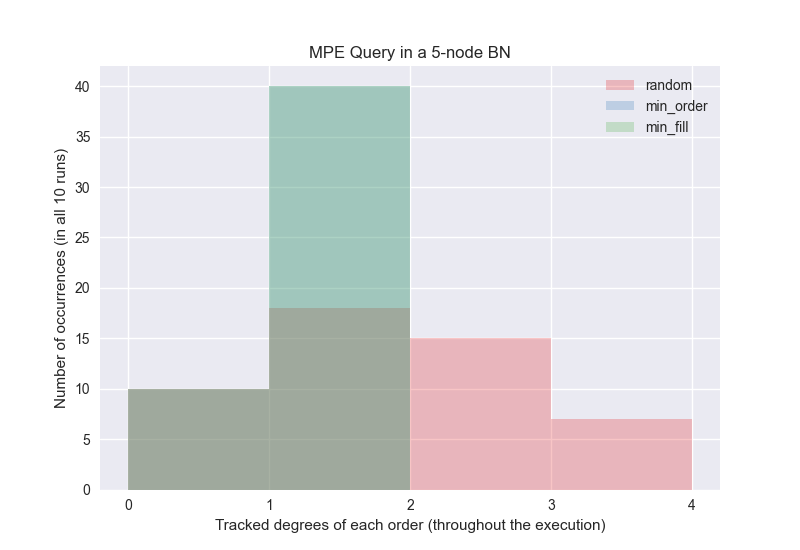 MPE Query in a 5-node BN
random
min_order
min_fill
Number of occurrences (in all 10 runs)
40
35
30
25
20
15
10
5
0
0 1 2 3 4
Tracked degrees of each order (throughout the execution)